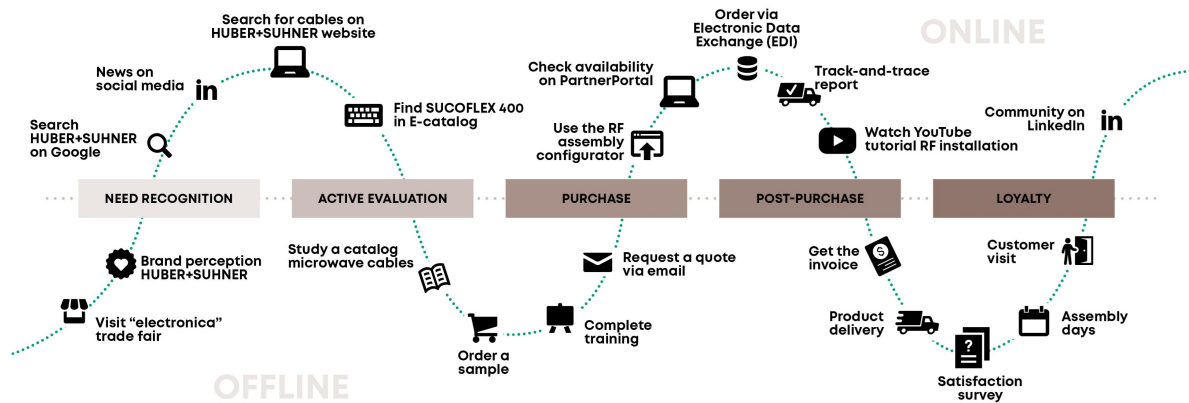 ONLINE
Search for cables on
HUBER+SUHNER website
News on
social media
in
Search
HUBER+SUHNER
on Google
Find SUCOFLEX 400
in E-catalog
Order via
Electronic Data
Exchange (EDI)
Check availability
on PartnerPortal
Use the RF
assembly
configurator
Track-and-trace
report
Watch YouTube
tutorial RF installation
Community on
LinkedIn
in
NEED RECOGNITION
ACTIVE EVALUATION
PURCHASE
POST-PURCHASE
LOYALTY
Brand perception
HUBER+SUHNER
Visit “electronica”
trade fair
Study a catalog
microwave cables
Order a
sample
Complete
training
Request a quote
via email
Get the
invoice
$
Product
delivery
?
Satisfaction
survey
Assembly
days
Customer
visit
OFFLINE